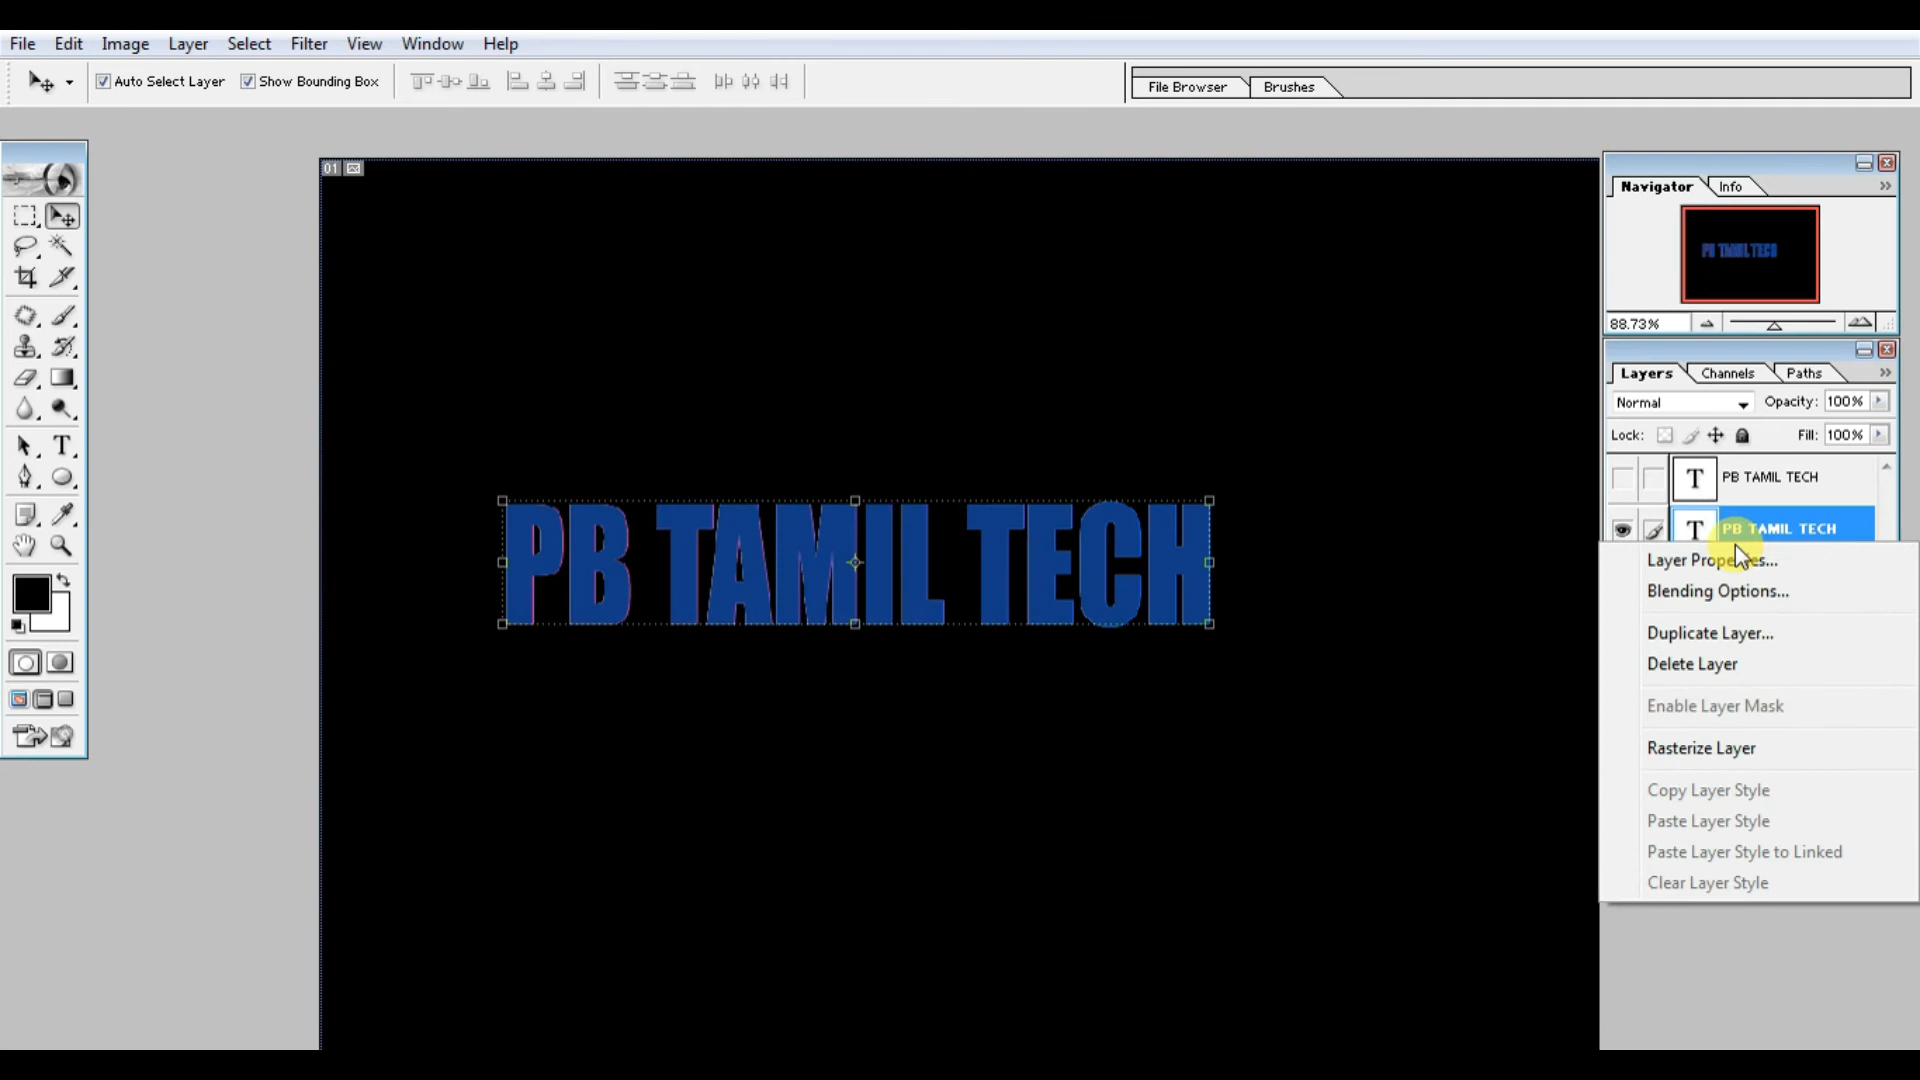 File Edit Image Layer Select Filter View Window Help
Auto Select Layer Show Bounding Box File Browser Brushes
01
Navigator Info
PB TAMIL TECH
88.73%
Layers Channels Paths
Normal Opacity: 100%
Lock: Fill: 100%
T PB TAMIL TECH
T PB TAMIL TECH
PB TAMIL TECH
T
Layer Properties...
Blending Options...
Duplicate Layer...
Delete Layer
Enable Layer Mask
Rasterize Layer
Copy Layer Style
Paste Layer Style
Paste Layer Style to Linked
Clear Layer Style